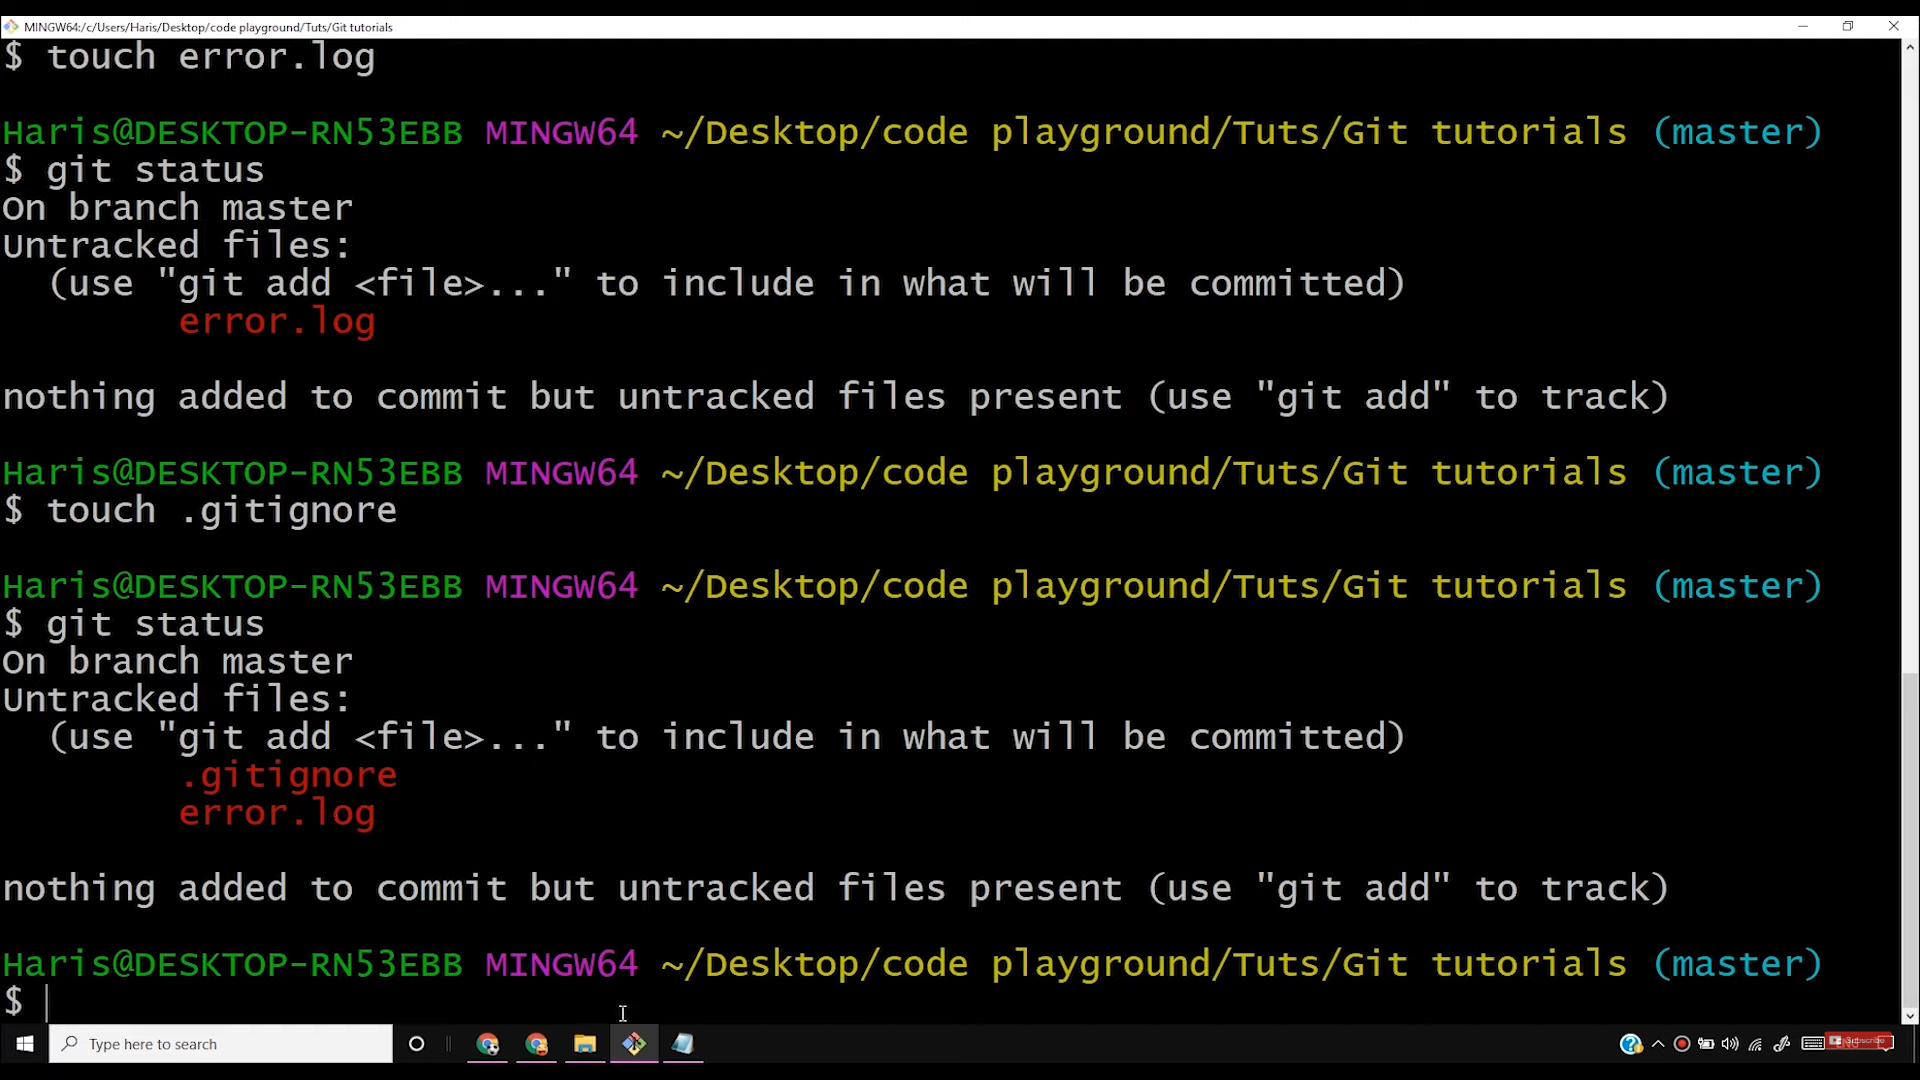 MINGW64:/c/Users/Haris/Desktop/code playground/Tuts/Git tutorials
$ touch error.log
Haris@DESKTOP-RN53EBB MINGW64 ~/Desktop/code playground/Tuts/Git tutorials (master)
$ git status
On branch master
Untracked files:
  (use "git add <file>..." to include in what will be committed)
        error.log
nothing added to commit but untracked files present (use "git add" to track)
Haris@DESKTOP-RN53EBB MINGW64 ~/Desktop/code playground/Tuts/Git tutorials (master)
$ touch .gitignore
Haris@DESKTOP-RN53EBB MINGW64 ~/Desktop/code playground/Tuts/Git tutorials (master)
$ git status
On branch master
Untracked files:
  (use "git add <file>..." to include in what will be committed)
        .gitignore
        error.log
nothing added to commit but untracked files present (use "git add" to track)
Haris@DESKTOP-RN53EBB MINGW64 ~/Desktop/code playground/Tuts/Git tutorials (master)
$
Type here to search
Subscribe